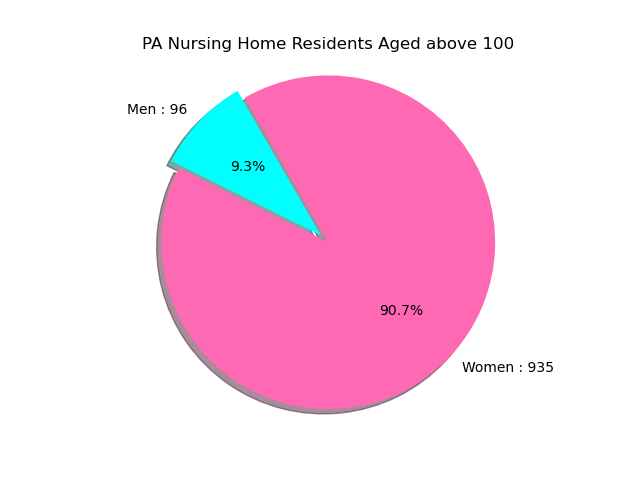 PA Nursing Home Residents Aged above 100
Men : 96
9.3%
90.7%
Women : 935